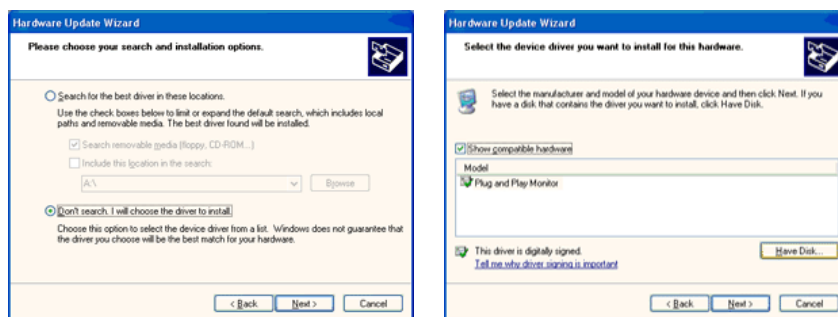 Hardware Update Wizard
Please choose your search and installation options.
Search for the best driver in these locations.
Use the check boxes below to limit or expand the default search, which includes local
paths and removable media. The best driver found will be installed.
Search removable media (floppy, CD-ROM...)
Include this location in the search:
A:\
Browse
Don't search. I will choose the driver to install.
Choose this option to select the device driver from a list. Windows does not guarantee that
the driver you choose will be the best match for your hardware.
< Back
Next >
Cancel
Hardware Update Wizard
Select the device driver you want to install for this hardware.
Select the manufacturer and model of your hardware device and then click Next. If you
have a disk that contains the driver you want to install, click Have Disk.
Show compatible hardware
Model
Plug and Play Monitor
This driver is digitally signed.
Tell me why driver signing is important
Have Disk...
< Back
Next >
Cancel